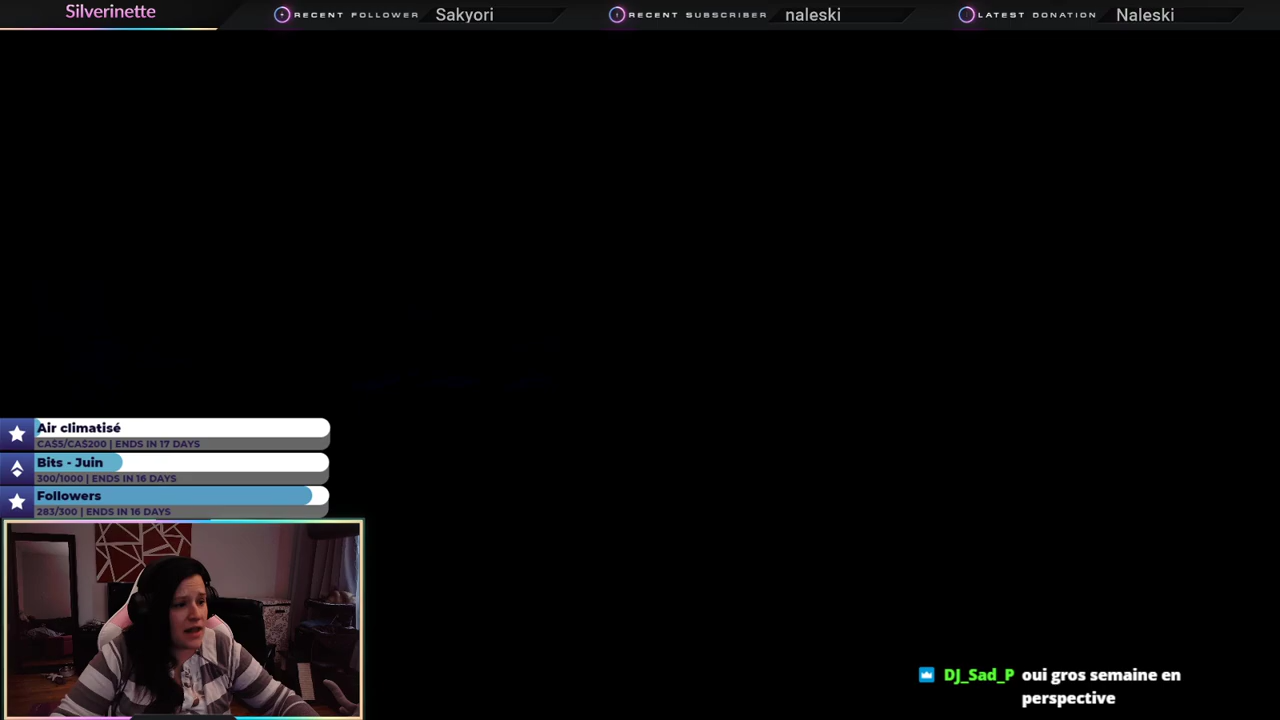 Silverinette
RECENT FOLLOWER Sakyori
RECENT SUBSCRIBER naleski
LATEST DONATION Naleski
Air climatisé
CA$5/CA$200 | ENDS IN 17 DAYS
Bits - Juin
300/1000 | ENDS IN 16 DAYS
Followers
283/300 | ENDS IN 16 DAYS
DJ_Sad_P oui gros semaine en
perspective